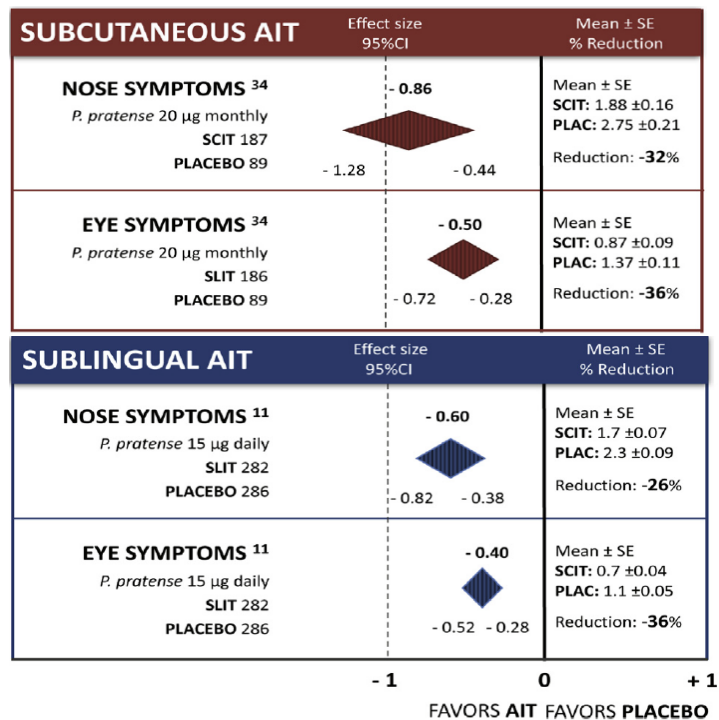 SUBCUTANEOUS AIT
Effect size
95%CI
Mean ± SE
% Reduction
NOSE SYMPTOMS 34
P. pratense 20 µg monthly
SCIT 187
PLACEBO 89
- 0.86
- 1.28
- 0.44
Mean ± SE
SCIT: 1.88 ±0.16
PLAC: 2.75 ±0.21
Reduction: -32%
EYE SYMPTOMS 34
P. pratense 20 µg monthly
SLIT 186
PLACEBO 89
- 0.50
- 0.72
- 0.28
Mean ± SE
SCIT: 0.87 ±0.09
PLAC: 1.37 ±0.11
Reduction: -36%
SUBLINGUAL AIT
Effect size
95%CI
Mean ± SE
% Reduction
NOSE SYMPTOMS 11
P. pratense 15 µg daily
SLIT 282
PLACEBO 286
- 0.60
- 0.82
- 0.38
Mean ± SE
SCIT: 1.7 ±0.07
PLAC: 2.3 ±0.09
Reduction: -26%
EYE SYMPTOMS 11
P. pratense 15 µg daily
SLIT 282
PLACEBO 286
- 0.40
- 0.52
- 0.28
Mean ± SE
SCIT: 0.7 ±0.04
PLAC: 1.1 ±0.05
Reduction: -36%
- 1
0
+ 1
FAVORS AIT
FAVORS PLACEBO